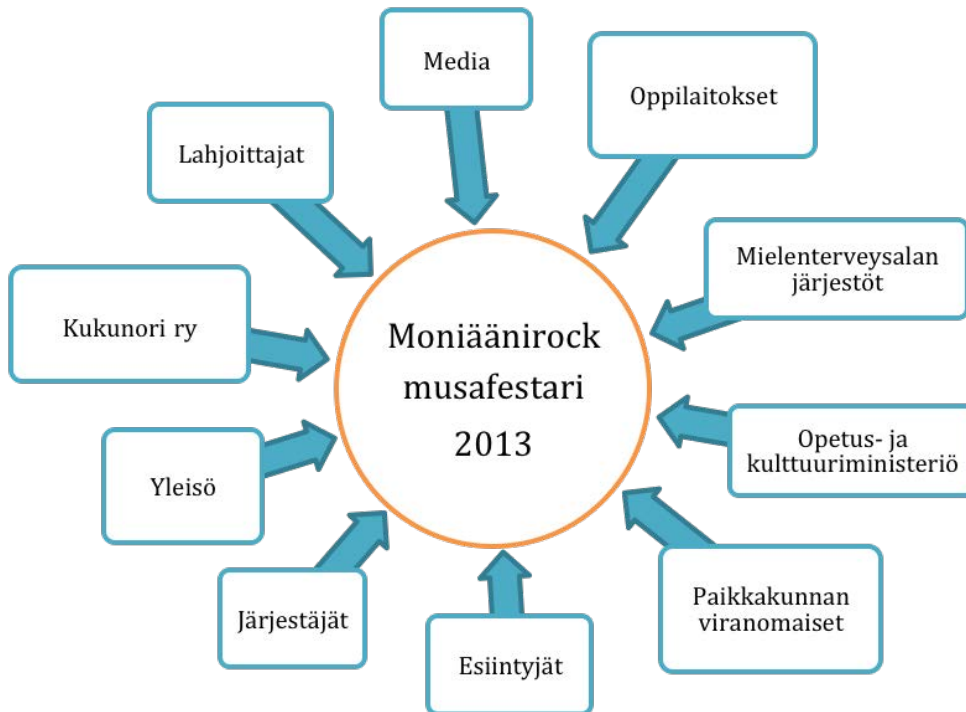 Media
Oppilaitokset
Lahjoittajat
Mielenterveysalan
järjestöt
Kukunori ry
Moniäänirock
musafestari
2013
Opetus- ja
kulttuuriministeriö
Yleisö
Paikkakunnan
viranomaiset
Järjestäjät
Esiintyjät